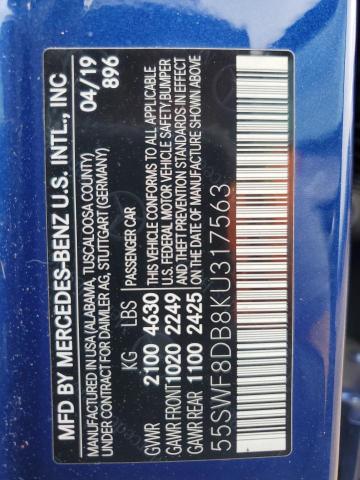 MFD BY MERCEDES-BENZ U.S. INTL., INC
MANUFACTURED IN USA (ALABAMA, TUSCALOOSA COUNTY)
UNDER CONTRACT FOR DAIMLER AG, STUTTGART (GERMANY)
04/19
896
KG LBS
PASSENGER CAR
GVWR 2100 4630
GAWR FRONT 1020 2249
GAWR REAR 1100 2425
THIS VEHICLE CONFORMS TO ALL APPLICABLE
U.S. FEDERAL MOTOR VEHICLE SAFETY, BUMPER
AND THEFT PREVENTION STANDARDS IN EFFECT
ON THE DATE OF MANUFACTURE SHOWN ABOVE
55SWF8DB8KU317563